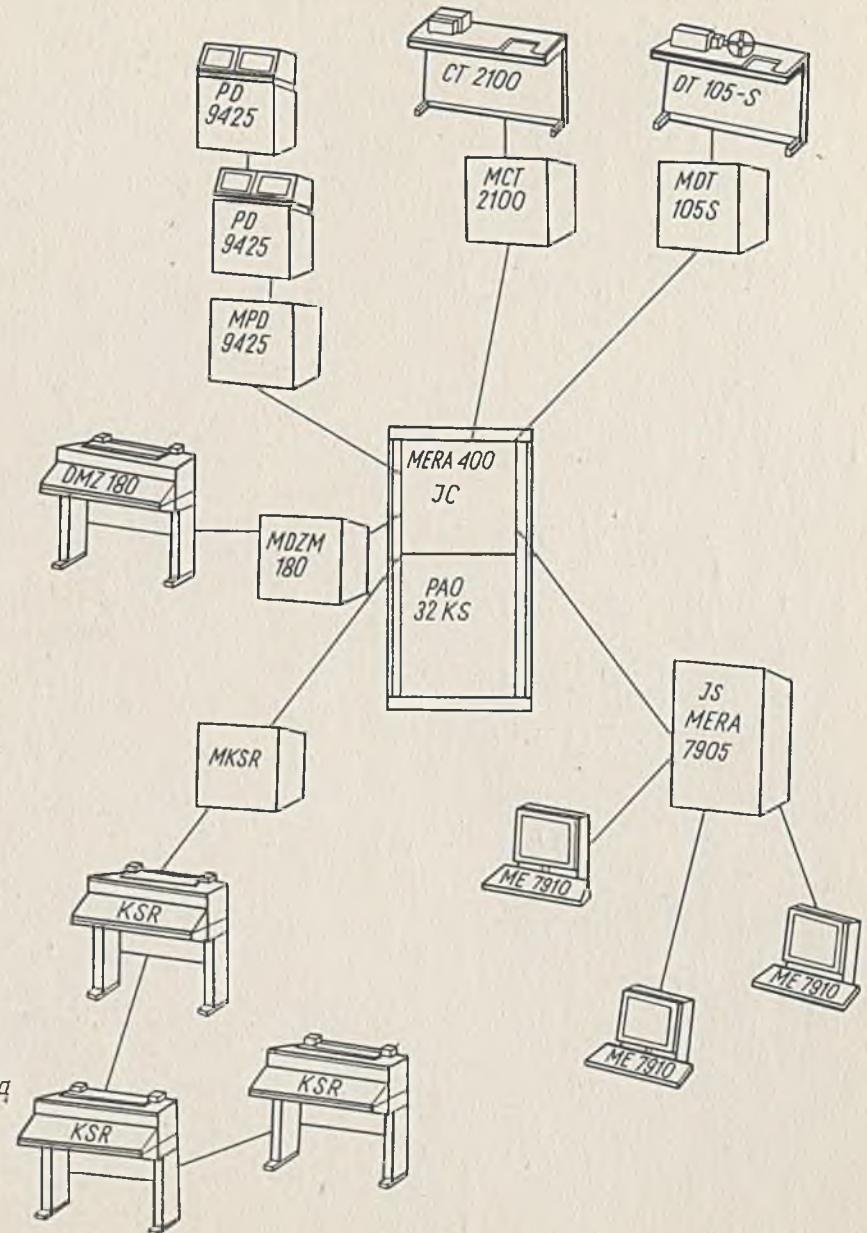 PD
9425
PD
9425
MPD
9425
CT 2100
MCT
2100
DT 105-S
MDT
105S
DMZ 180
MDZM
180
MERA 400
JC
PAO
32 KS
JS
MERA
7905
MKSR
KSR
KSR
KSR
ME 7910
ME 7910
ME 7910